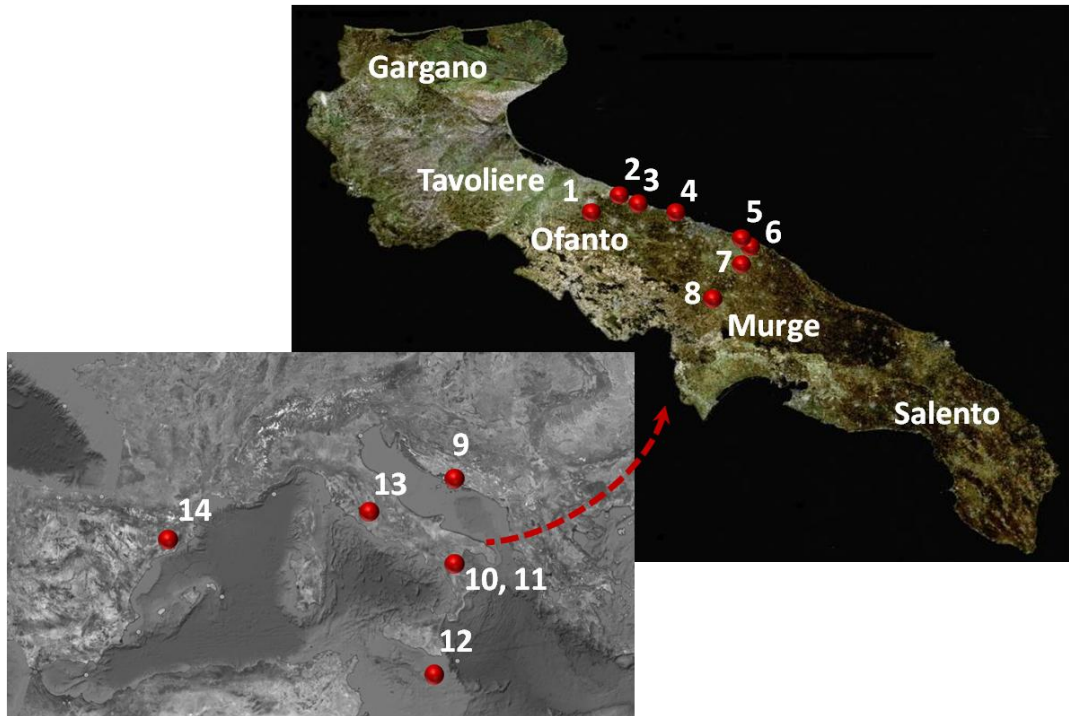 Gargano
Tavoliere
1
2
3
4
5
6
Ofanto
7
8
Murge
Salento
9
13
14
10, 11
12